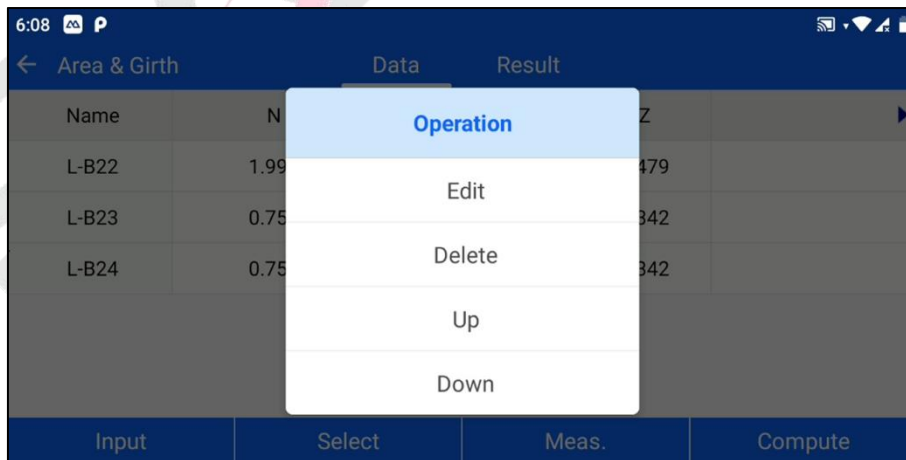 6:08
Area & Girth Data Result
Name N Z
Operation
L-B22 1.99 479
Edit
L-B23 0.75 342
Delete
L-B24 0.75 342
Up
Down
Input Select Meas. Compute